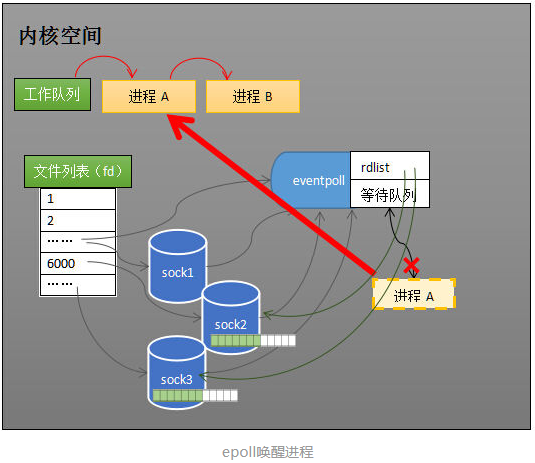 内核空间
工作队列
进程 A
进程 B
文件列表（fd）
1
2
……
6000
……
eventpoll
rdlist
等待队列
sock1
进程 A
sock2
sock3
epoll唤醒进程